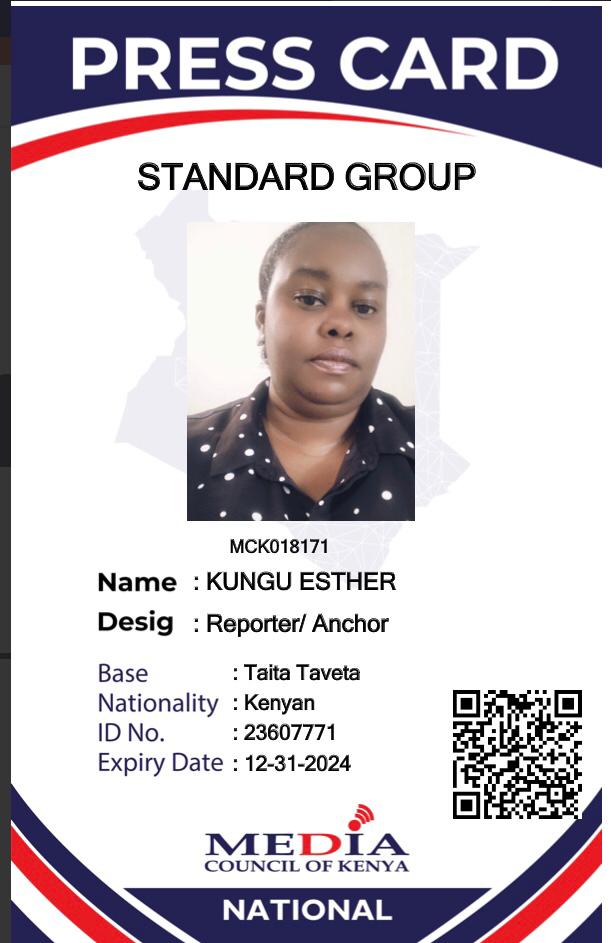 PRESS CARD
STANDARD GROUP
MCK018171
Name : KUNGU ESTHER
Desig : Reporter/ Anchor
Base : Taita Taveta
Nationality : Kenyan
ID No. : 23607771
Expiry Date : 12-31-2024
MEDIA
COUNCIL OF KENYA
NATIONAL